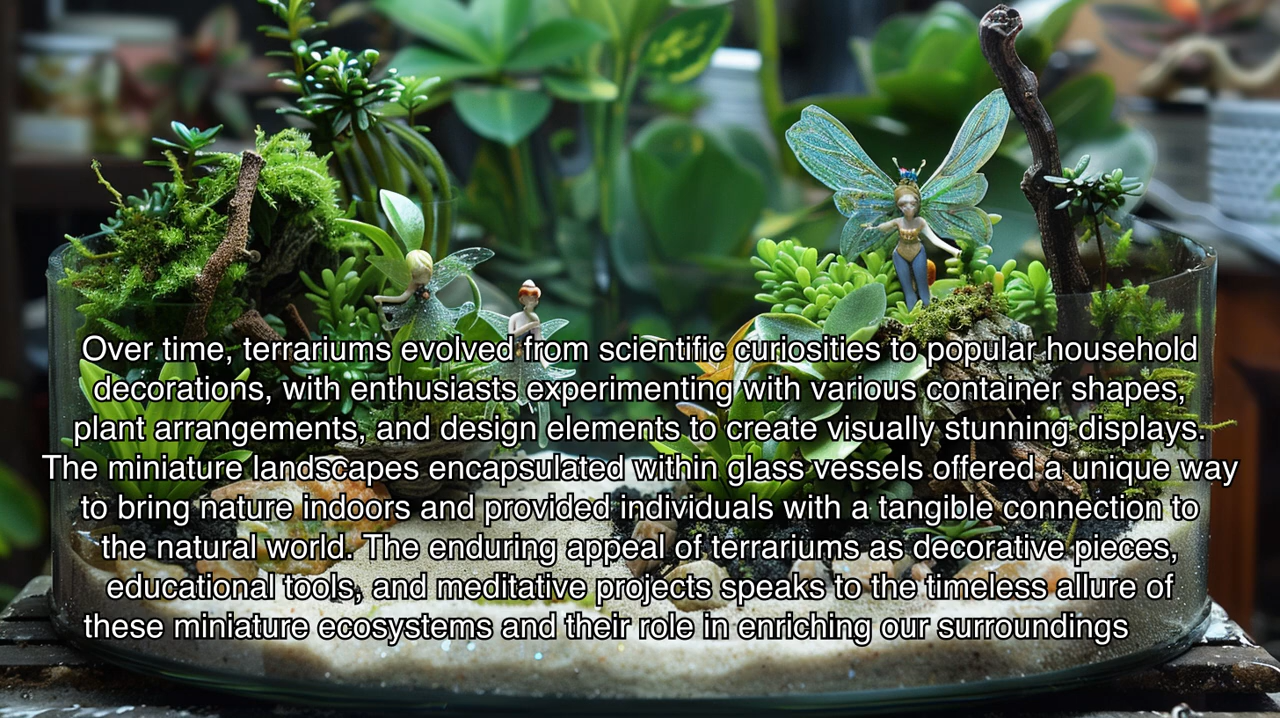 Over time, terrariums evolved from scientific curiosities to popular household
decorations, with enthusiasts experimenting with various container shapes,
plant arrangements, and design elements to create visually stunning displays.
The miniature landscapes encapsulated within glass vessels offered a unique way
to bring nature indoors and provided individuals with a tangible connection to
the natural world. The enduring appeal of terrariums as decorative pieces,
educational tools, and meditative projects speaks to the timeless allure of
these miniature ecosystems and their role in enriching our surroundings